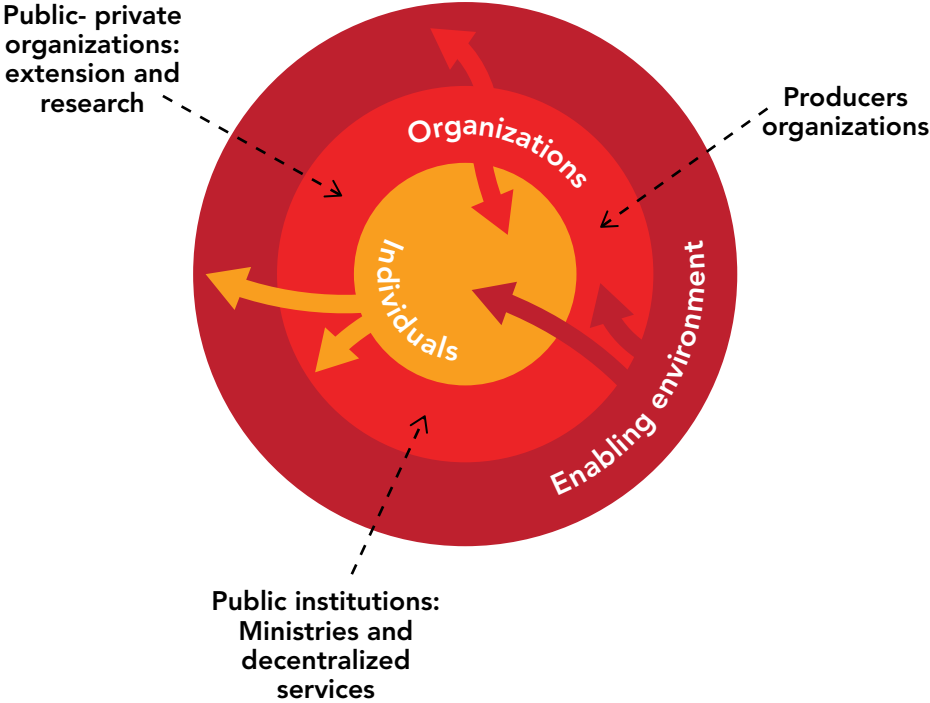 Public- private
organizations:
extension and
research
Producers
organizations
Organizations
Individuals
Enabling environment
Public institutions:
Ministries and
decentralized
services